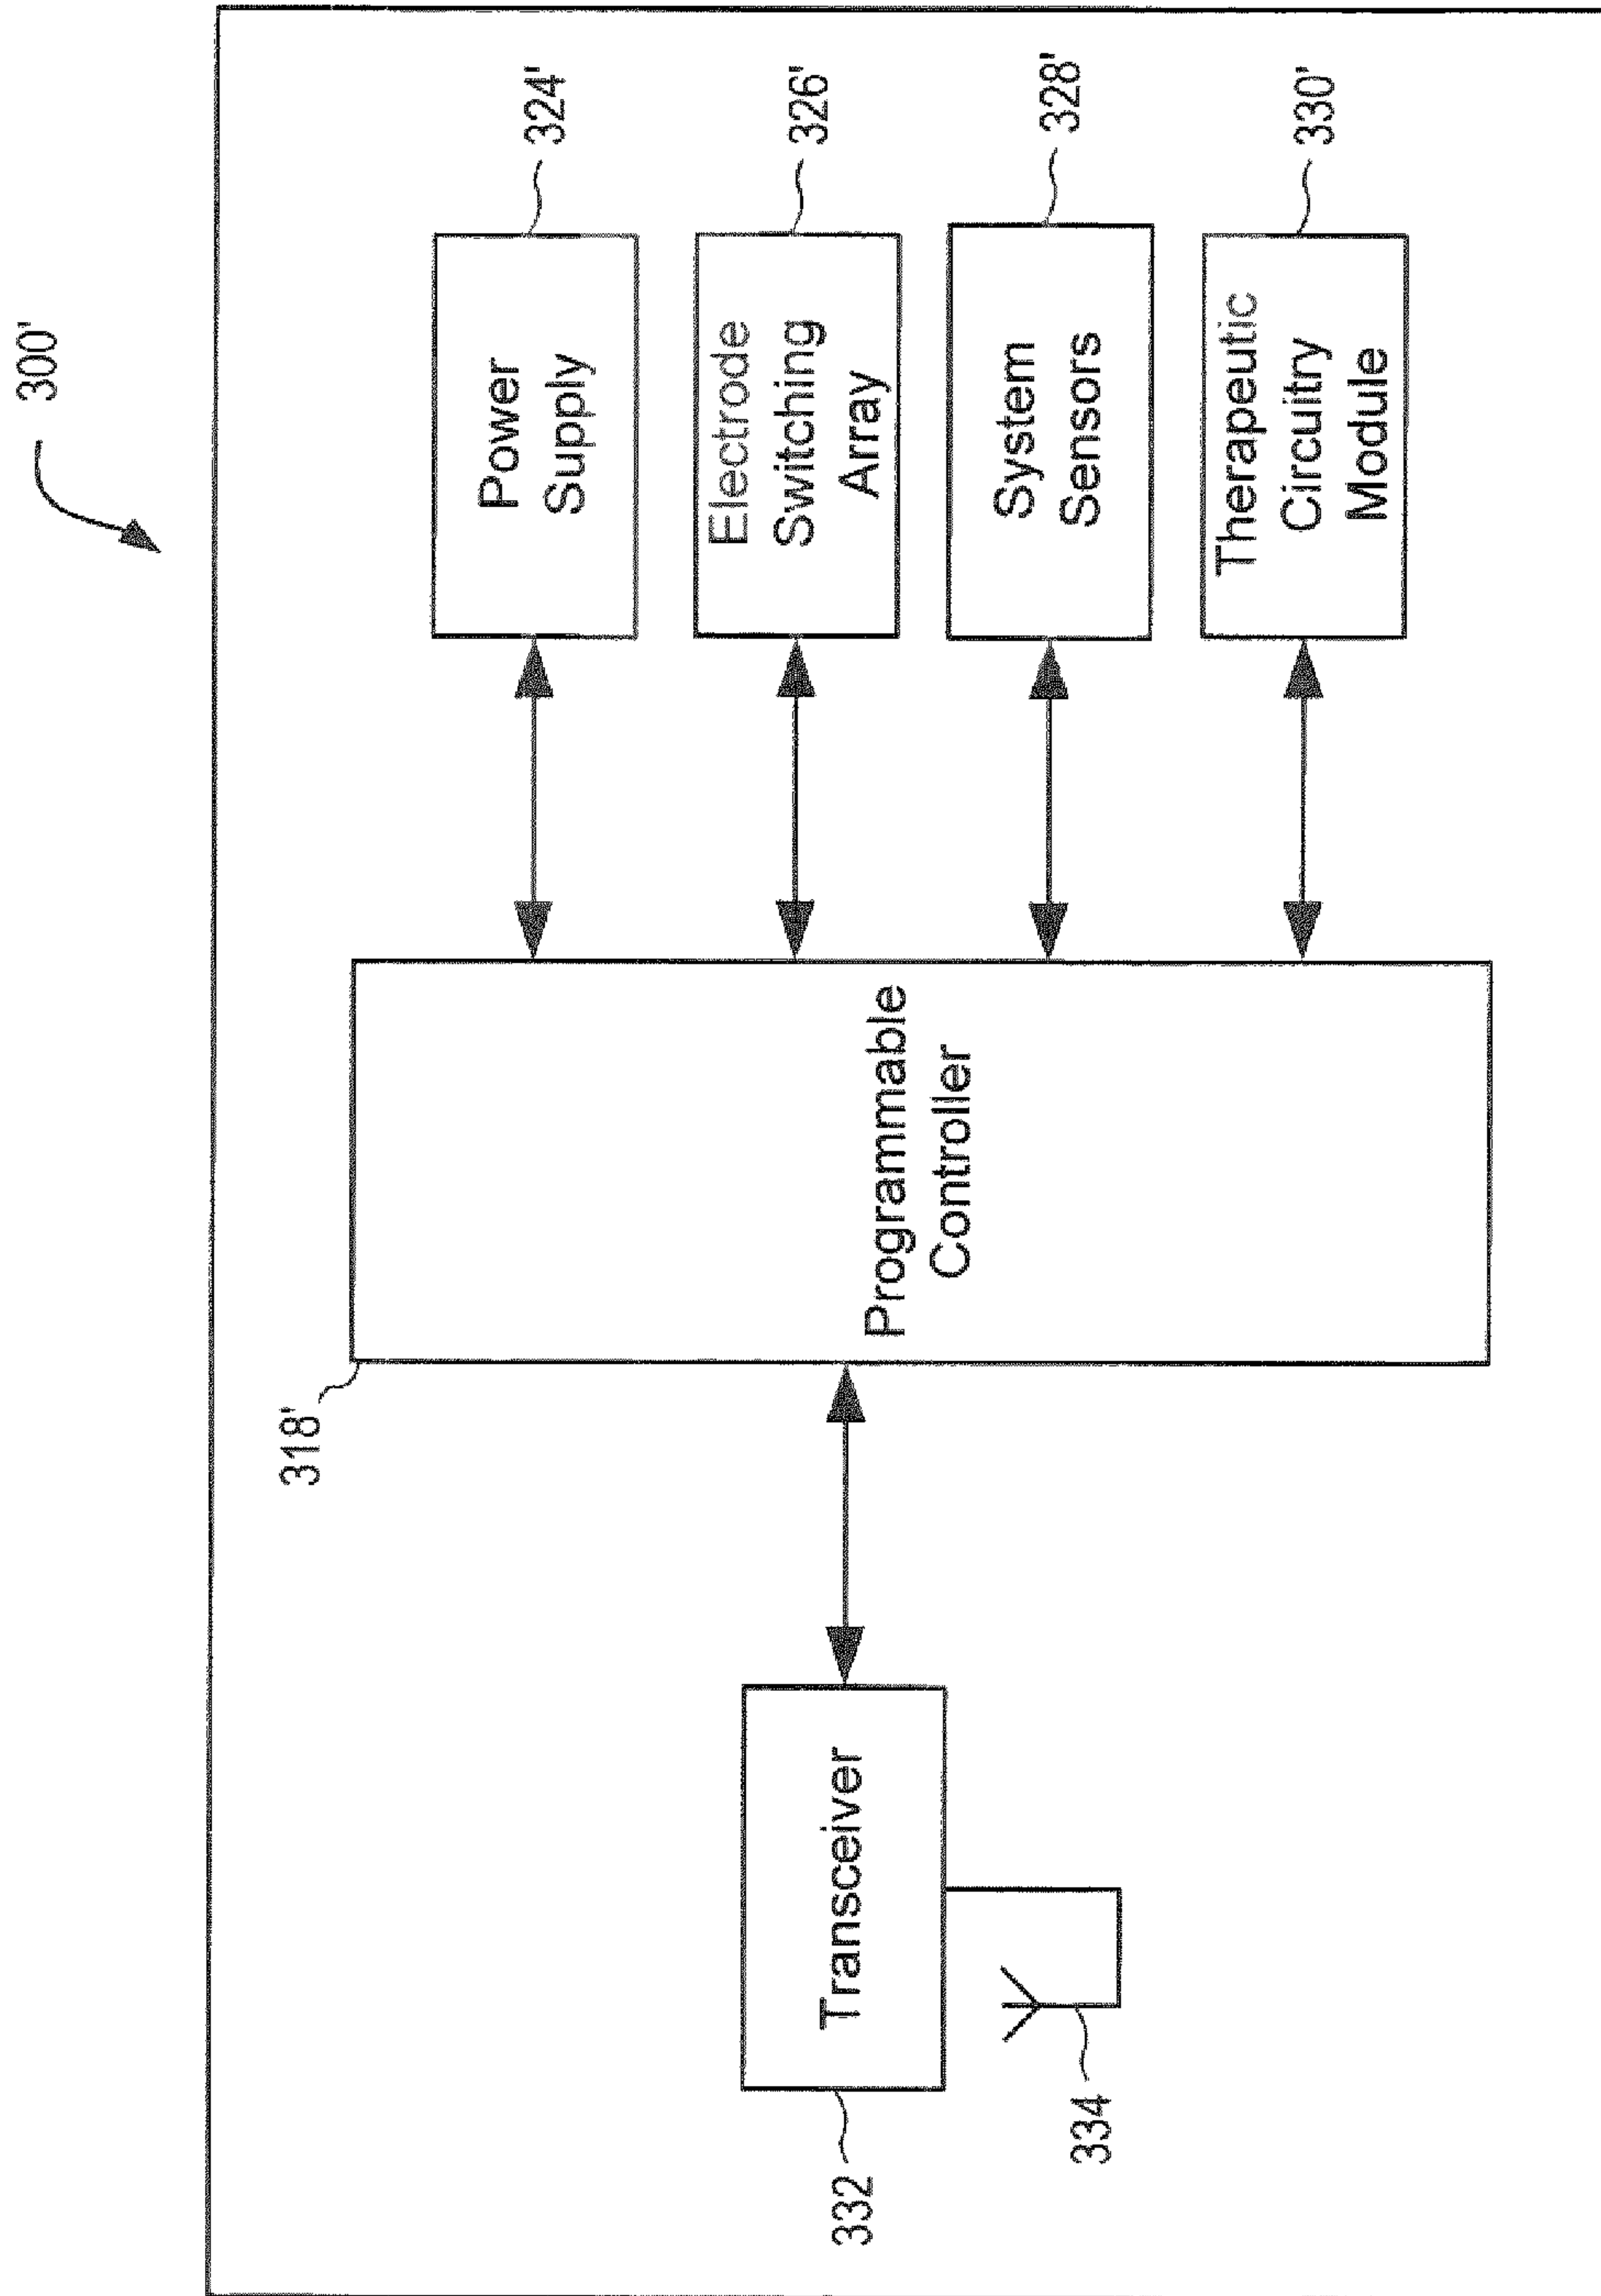 300'
318'
Transceiver
332
334
Programmable
Controller
Power
Supply
324'
Electrode
Switching
Array
326'
System
Sensors
328'
Therapeutic
Circuitry
Module
330'